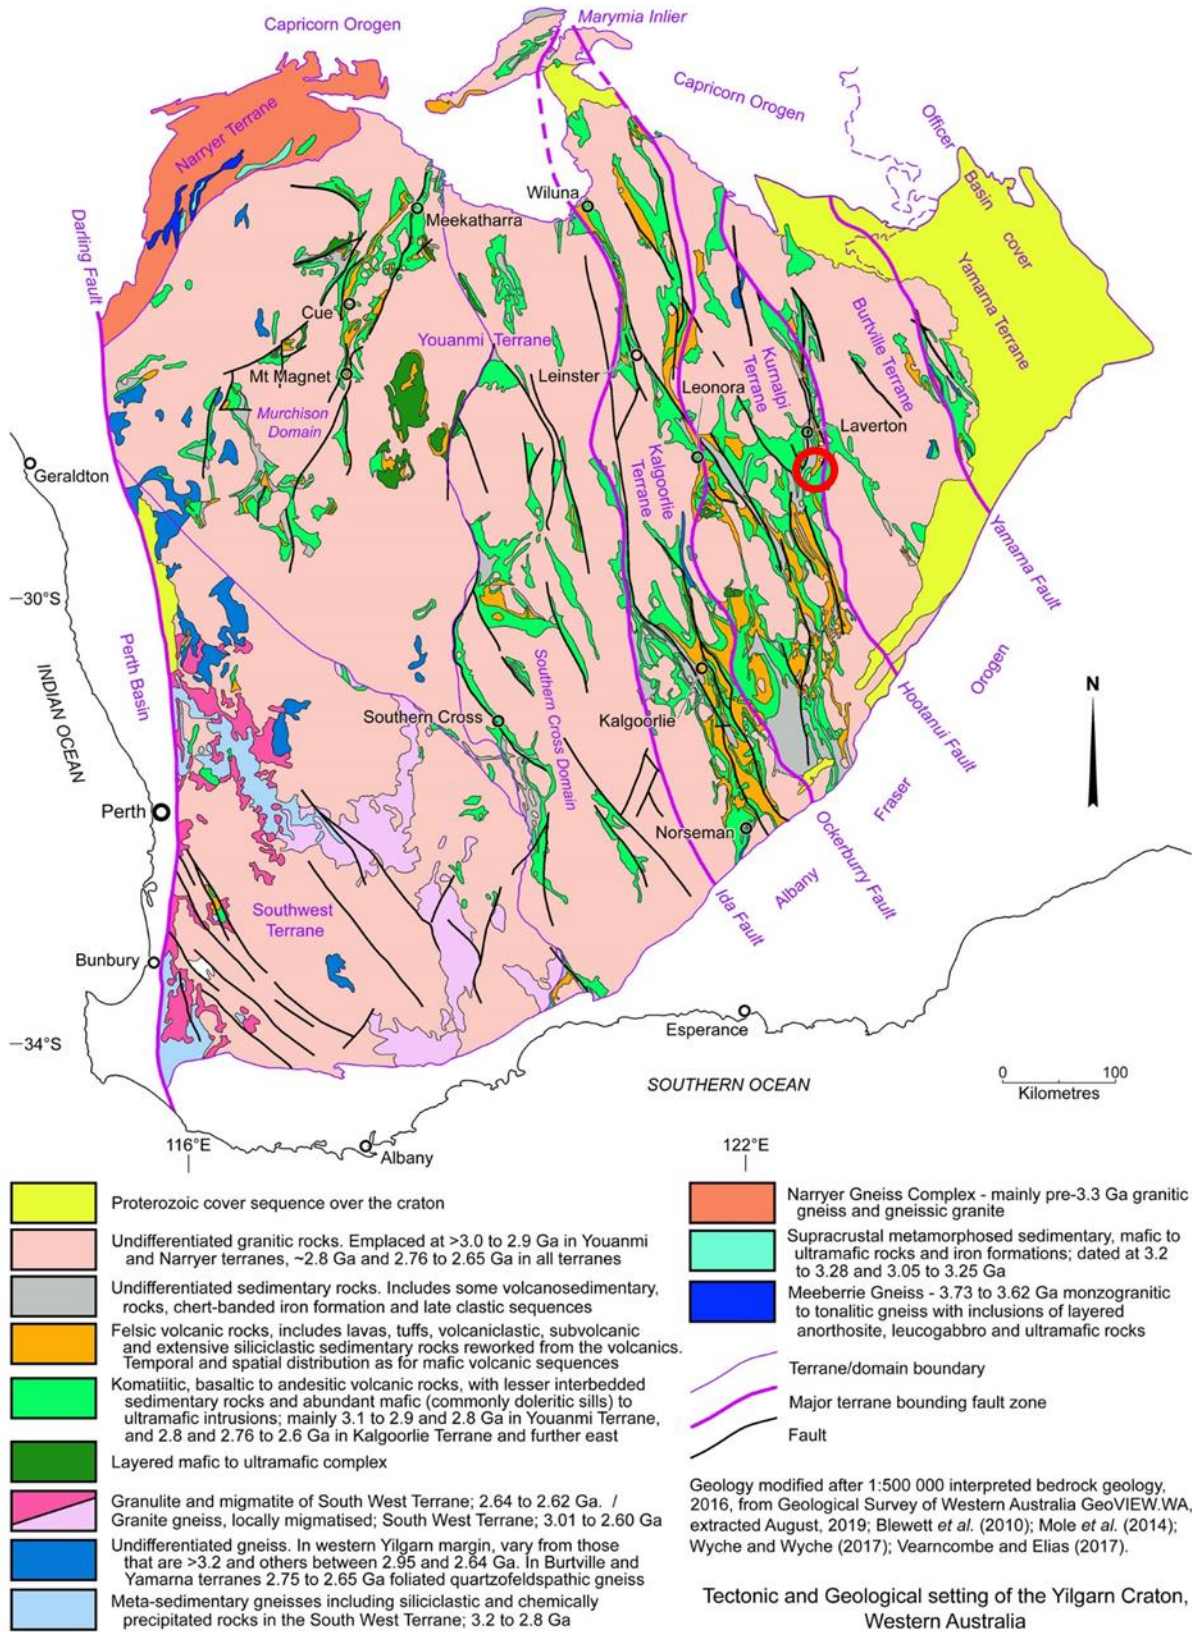 Capricorn Orogen
Marymia Inlier
Capricorn Orogen
Officer
Basin
cover
Narryer Terrane
Yamarna Terrane
Darling Fault
Wiluna
Meekatharra
Cue
Youanmi Terrane
Burtville Terrane
Mt Magnet
Leinster
Leonora
Kurnalpi
Terrane
Murchison
Domain
Laverton
Kalgoorlie
Terrane
Geraldton
Yamarna Fault
–30°S
Perth Basin
INDIAN OCEAN
Orogen
Hootanui Fault
N
Southern Cross
Southern Cross Domain
Kalgoorlie
Fraser
Perth
Norseman
Ockerburry Fault
Albany
Ida Fault
Southwest
Terrane
Bunbury
Esperance
–34°S
SOUTHERN OCEAN
0 100
Kilometres
116°E
122°E
Albany
Proterozoic cover sequence over the craton
Undifferentiated granitic rocks. Emplaced at >3.0 to 2.9 Ga in Youanmi
and Narryer terranes, ~2.8 Ga and 2.76 to 2.65 Ga in all terranes
Undifferentiated sedimentary rocks. Includes some volcanosedimentary,
rocks, chert-banded iron formation and late clastic sequences
Felsic volcanic rocks, includes lavas, tuffs, volcaniclastic, subvolcanic
and extensive siliciclastic sedimentary rocks reworked from the volcanics.
Temporal and spatial distribution as for mafic volcanic sequences
Komatiitic, basaltic to andesitic volcanic rocks, with lesser interbedded
sedimentary rocks and abundant mafic (commonly doleritic sills) to
ultramafic intrusions; mainly 3.1 to 2.9 and 2.8 Ga in Youanmi Terrane,
and 2.8 and 2.76 to 2.6 Ga in Kalgoorlie Terrane and further east
Layered mafic to ultramafic complex
Granulite and migmatite of South West Terrane; 2.64 to 2.62 Ga. /
Granite gneiss, locally migmatised; South West Terrane; 3.01 to 2.60 Ga
Undifferentiated gneiss. In western Yilgarn margin, vary from those
that are >3.2 and others between 2.95 and 2.64 Ga. In Burtville and
Yamarna terranes 2.75 to 2.65 Ga foliated quartzofeldspathic gneiss
Meta-sedimentary gneisses including siliciclastic and chemically
precipitated rocks in the South West Terrane; 3.2 to 2.8 Ga
Narryer Gneiss Complex - mainly pre-3.3 Ga granitic
gneiss and gneissic granite
Supracrustal metamorphosed sedimentary, mafic to
ultramafic rocks and iron formations; dated at 3.2
to 3.28 and 3.05 to 3.25 Ga
Meeberrie Gneiss - 3.73 to 3.62 Ga monzogranitic
to tonalitic gneiss with inclusions of layered
anorthosite, leucogabbro and ultramafic rocks
Terrane/domain boundary
Major terrane bounding fault zone
Fault
Geology modified after 1:500 000 interpreted bedrock geology,
2016, from Geological Survey of Western Australia GeoVIEW.WA,
extracted August, 2019; Blewett et al. (2010); Mole et al. (2014);
Wyche and Wyche (2017); Vearncombe and Elias (2017).
Tectonic and Geological setting of the Yilgarn Craton,
Western Australia